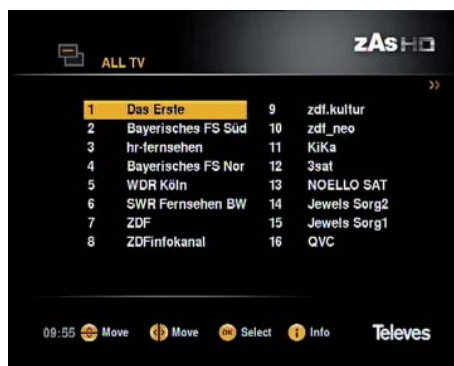 zAs HD
ALL TV
»
1 Das Erste
2 Bayerisches FS Süd
3 hr-fernsehen
4 Bayerisches FS Nor
5 WDR Köln
6 SWR Fernsehen BW
7 ZDF
8 ZDFinfokanal
9 zdf.kultur
10 zdf_neo
11 KiKa
12 3sat
13 NOELLO SAT
14 Jewels Sorg2
15 Jewels Sorg1
16 QVC
09:55 Move Move OK Select i Info Televes